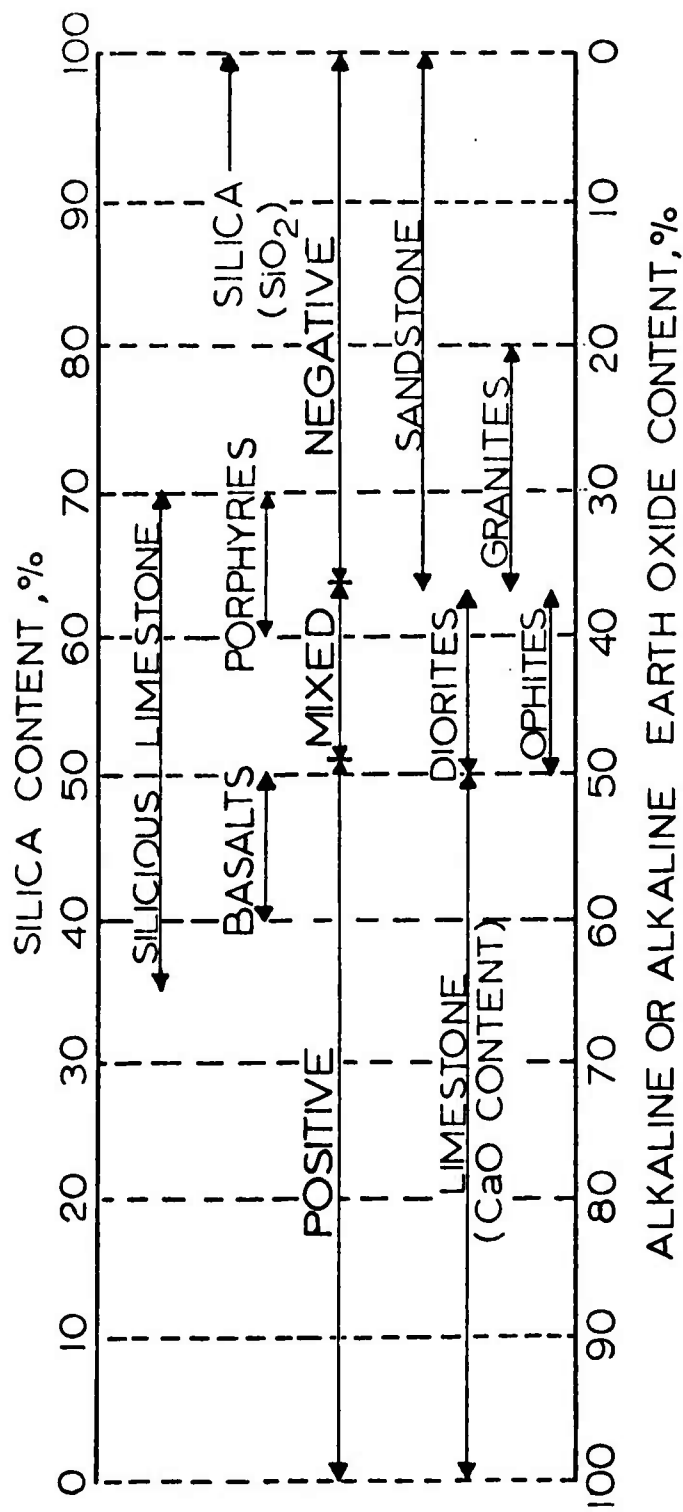 SILICA CONTENT, %
0 10 20 30 40 50 60 70 80 90 100
SILICIOUS LIMESTONE
SILICA
(SiO2)
BASALTS
PORPHYRIES
POSITIVE
MIXED
NEGATIVE
SANDSTONE
LIMESTONE
(CaO CONTENT)
DIORITES
GRANITES
OPHITES
100 90 80 70 60 50 40 30 20 10 0
ALKALINE OR ALKALINE EARTH OXIDE CONTENT, %